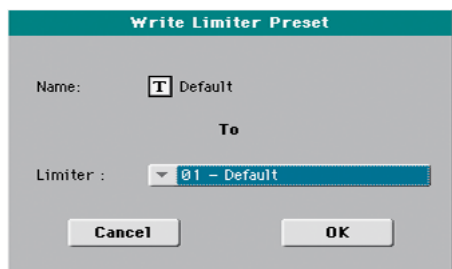 Write Limiter Preset
Name: T Default
To
Limiter : 01 - Default
Cancel OK